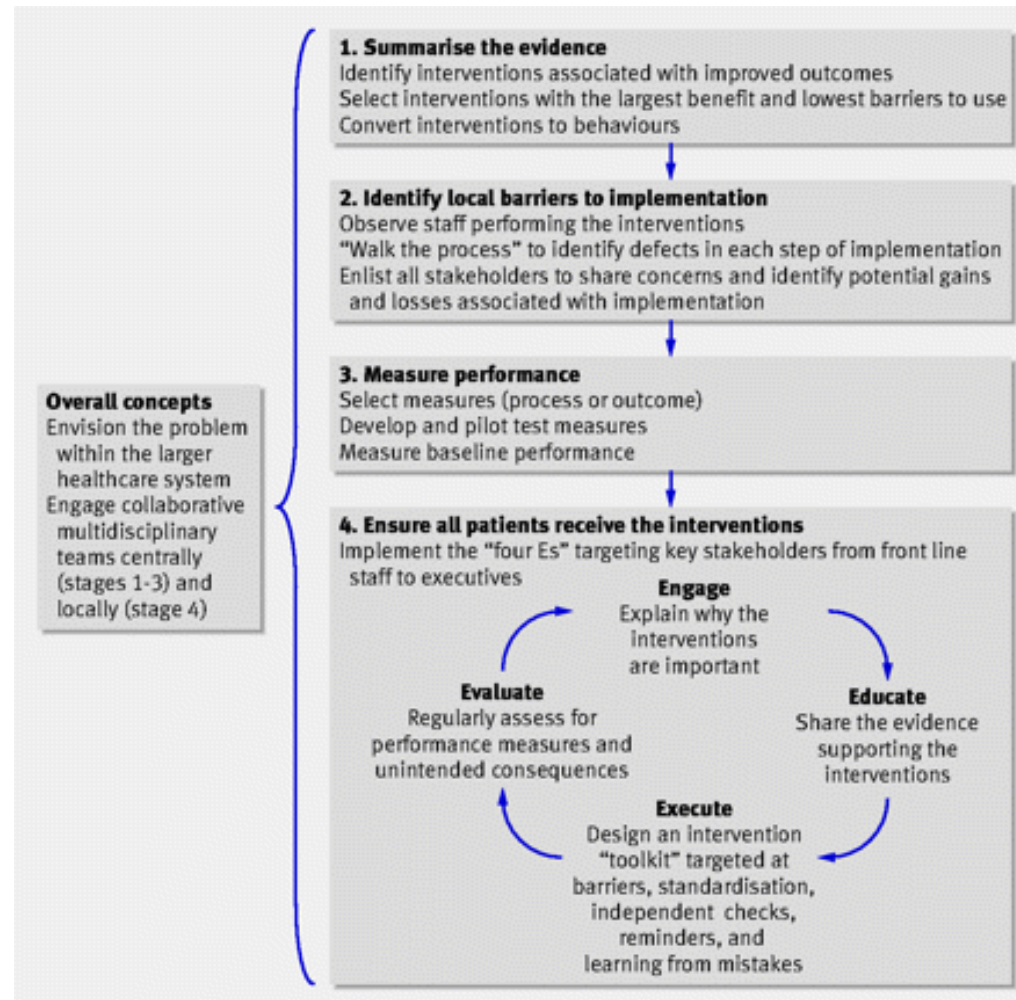 1. Summarise the evidence
Identify interventions associated with improved outcomes
Select interventions with the largest benefit and lowest barriers to use
Convert interventions to behaviours
2. Identify local barriers to implementation
Observe staff performing the interventions
“Walk the process” to identify defects in each step of implementation
Enlist all stakeholders to share concerns and identify potential gains
and losses associated with implementation
3. Measure performance
Select measures (process or outcome)
Develop and pilot test measures
Measure baseline performance
Overall concepts
Envision the problem
within the larger
healthcare system
Engage collaborative
multidisciplinary
teams centrally
(stages 1-3) and
locally (stage 4)
4. Ensure all patients receive the interventions
Implement the “four Es” targeting key stakeholders from front line
staff to executives
Engage
Explain why the
interventions
are important
Educate
Share the evidence
supporting the
interventions
Execute
Design an intervention
“toolkit” targeted at
barriers, standardisation,
independent checks,
reminders, and
learning from mistakes
Evaluate
Regularly assess for
performance measures and
unintended consequences